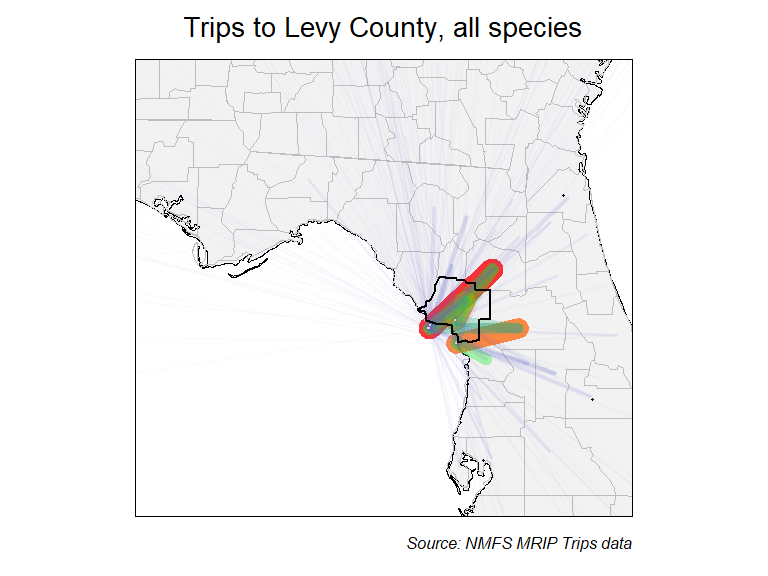 Trips to Levy County, all species
Source: NMFS MRIP Trips data